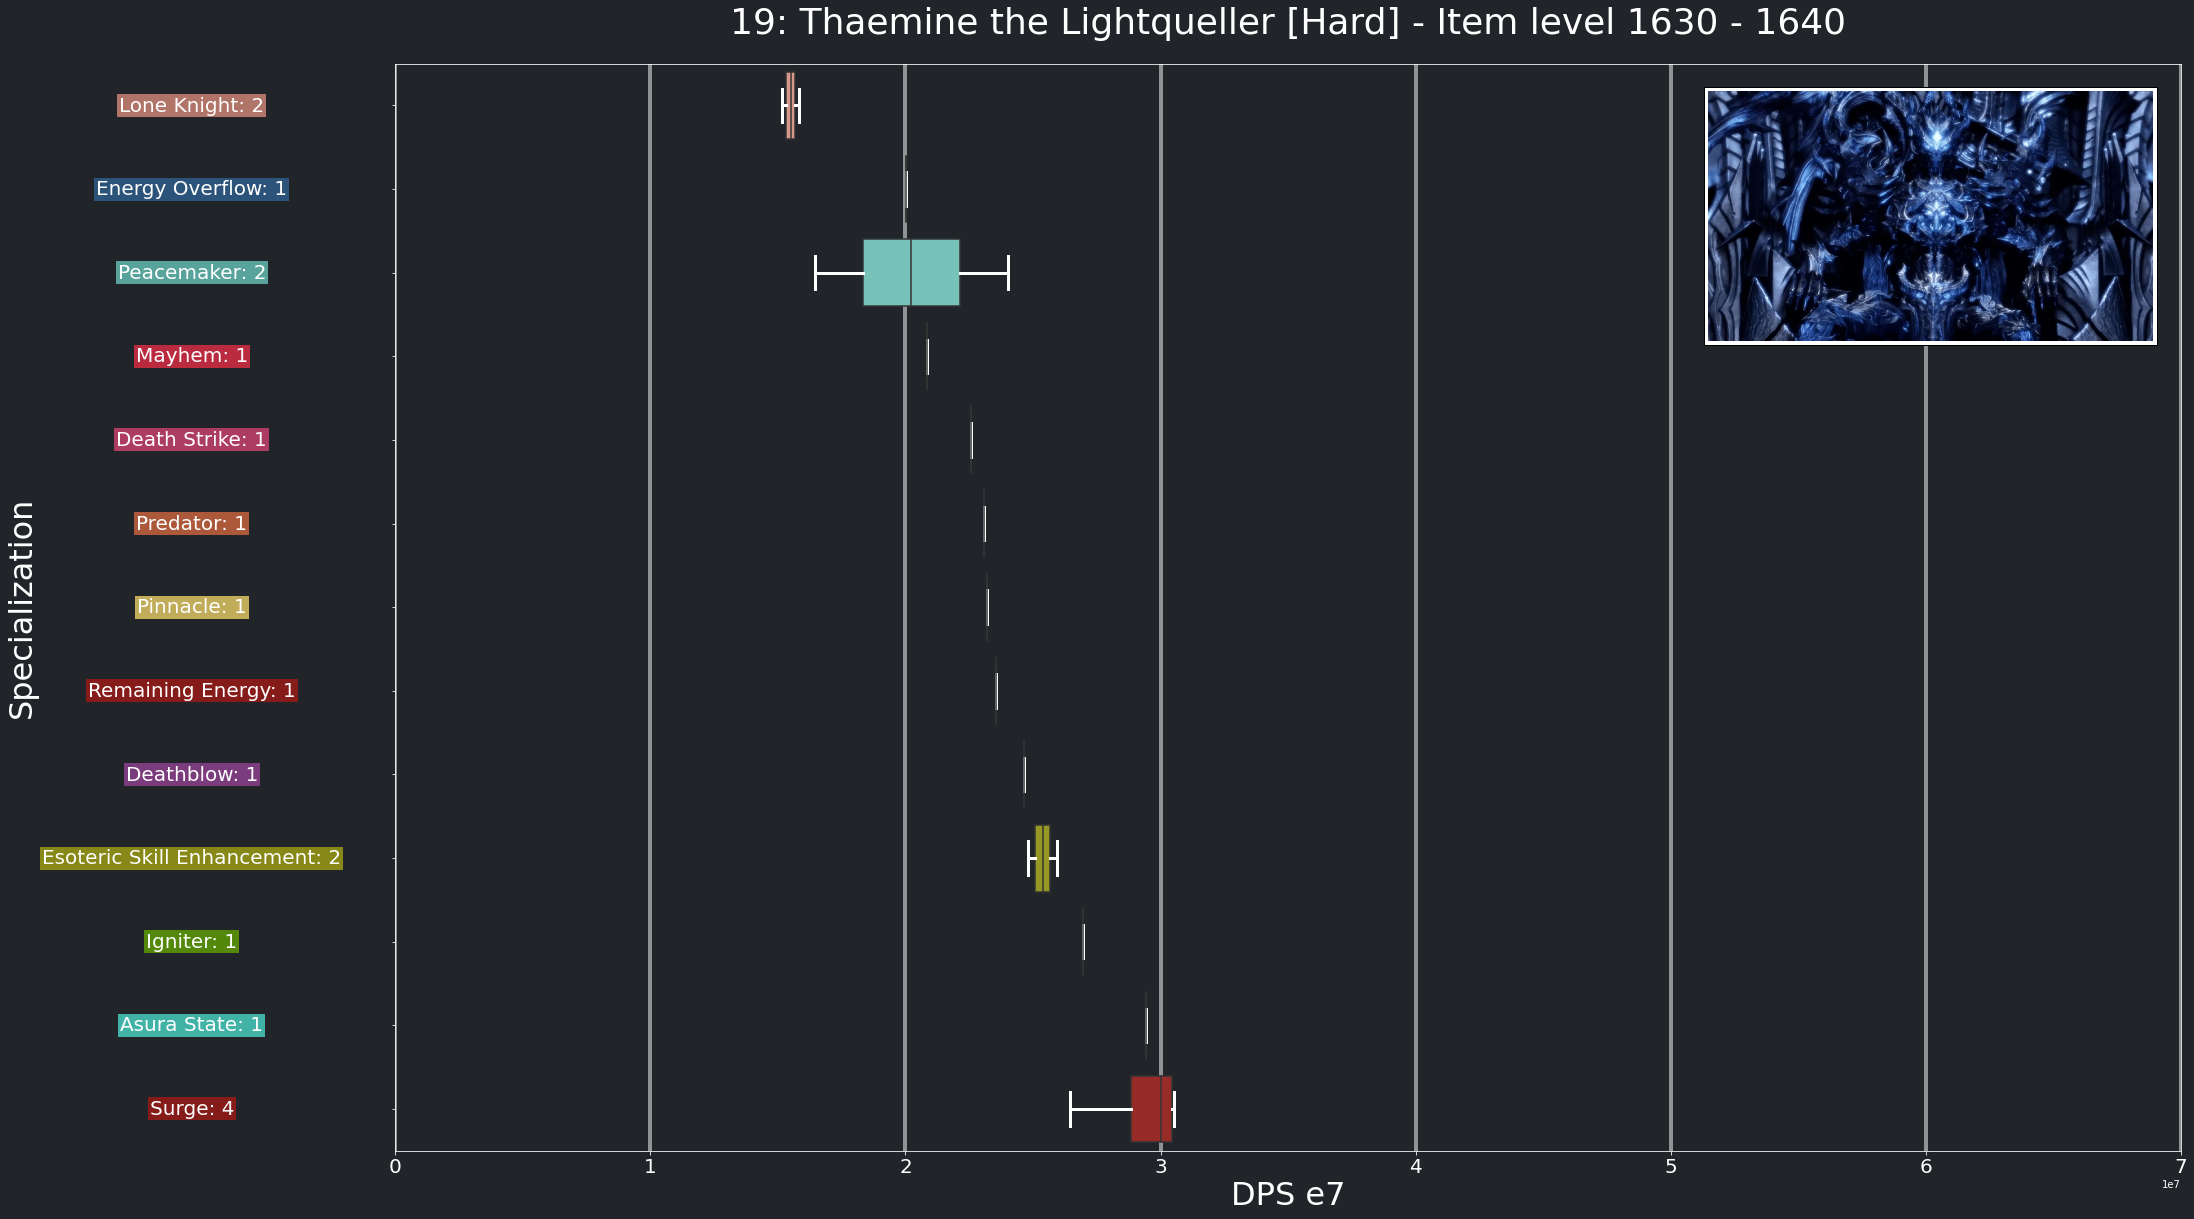 19: Thaemine the Lightqueller [Hard] - Item level 1630 - 1640
Lone Knight: 2
Energy Overflow: 1
Peacemaker: 2
Mayhem: 1
Death Strike: 1
Predator: 1
Pinnacle: 1
Remaining Energy: 1
Deathblow: 1
Esoteric Skill Enhancement: 2
Igniter: 1
Asura State: 1
Surge: 4
Specialization
0 1 2 3 4 5 6 7
1e7
DPS e7